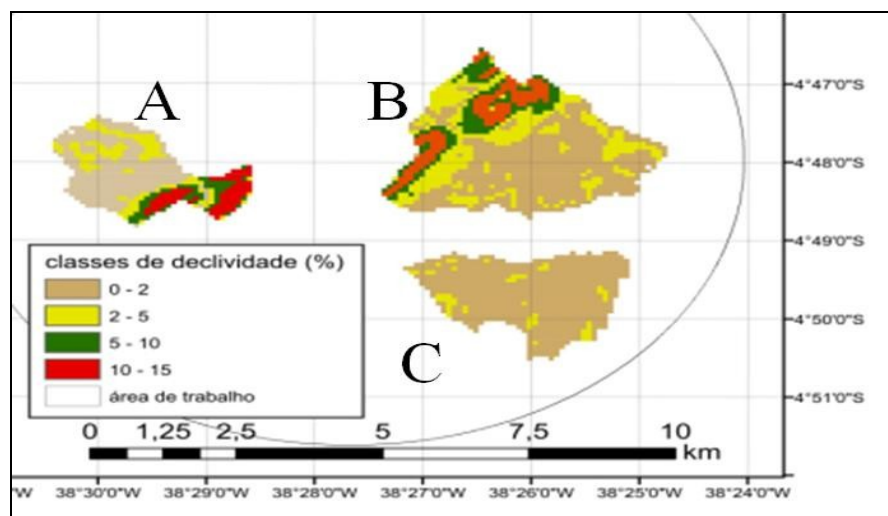 A
B
C
4°47'0"S
4°48'0"S
4°49'0"S
4°50'0"S
4°51'0"S
classes de declividade (%)
0 - 2
2 - 5
5 - 10
10 - 15
área de trabalho
0 1,25 2,5 5 7,5 10
km
"W 38°30'0"W 38°29'0"W 38°28'0"W 38°27'0"W 38°26'0"W 38°25'0"W 38°24'0"W